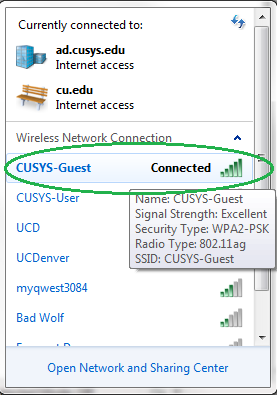 Currently connected to:
ad.cusys.edu
Internet access
cu.edu
Internet access
Wireless Network Connection
CUSYS-Guest Connected
CUSYS-User
Name: CUSYS-Guest
Signal Strength: Excellent
Security Type: WPA2-PSK
Radio Type: 802.11ag
SSID: CUSYS-Guest
UCD
UCDenver
myqwest3084
Bad Wolf
Open Network and Sharing Center